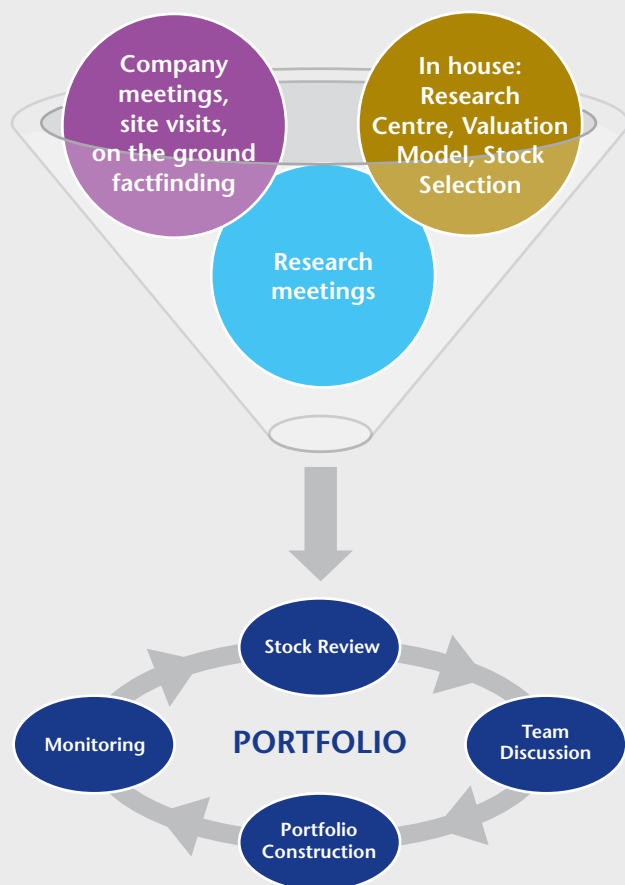 Company
meetings,
site visits,
on the ground
factfinding
In house:
Research
Centre, Valuation
Model, Stock
Selection
Research
meetings
Stock Review
Monitoring
PORTFOLIO
Team
Discussion
Portfolio
Construction